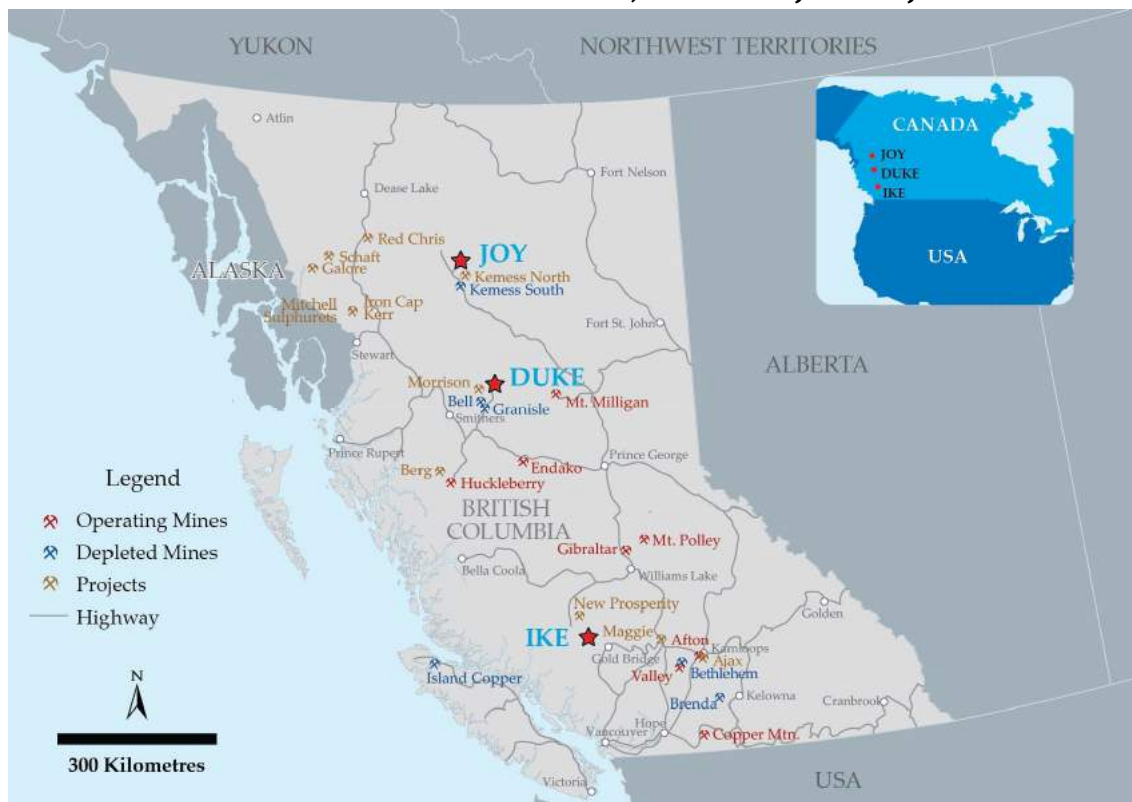 YUKON
NORTHWEST TERRITORIES
Atlin
CANADA
JOY
DUKE
IKE
USA
Fort Nelson
Dease Lake
Red Chris
JOY
Schaft
Galore
ALASKA
Kemess North
Kemess South
Mitchell
Sulphurets
Iron Cap
Kerr
Fort St. John
Stewart
ALBERTA
Morrison
DUKE
Bell
Granisle
Mt. Milligan
Smithers
Prince Rupert
Prince George
Berg
Endako
Huckleberry
Legend
Operating Mines
Depleted Mines
Projects
Highway
BRITISH
COLUMBIA
Gibraltar
Mt. Polley
Bella Coola
Williams Lake
New Prosperity
Golden
IKE
Maggie
Afton
Kamloops
Gold Bridge
Ajax
Valley
Bethlehem
Island Copper
Brenda
Kelowna
Cranbrook
N
Hope
Vancouver
Copper Mtn.
300 Kilometres
Victoria
USA